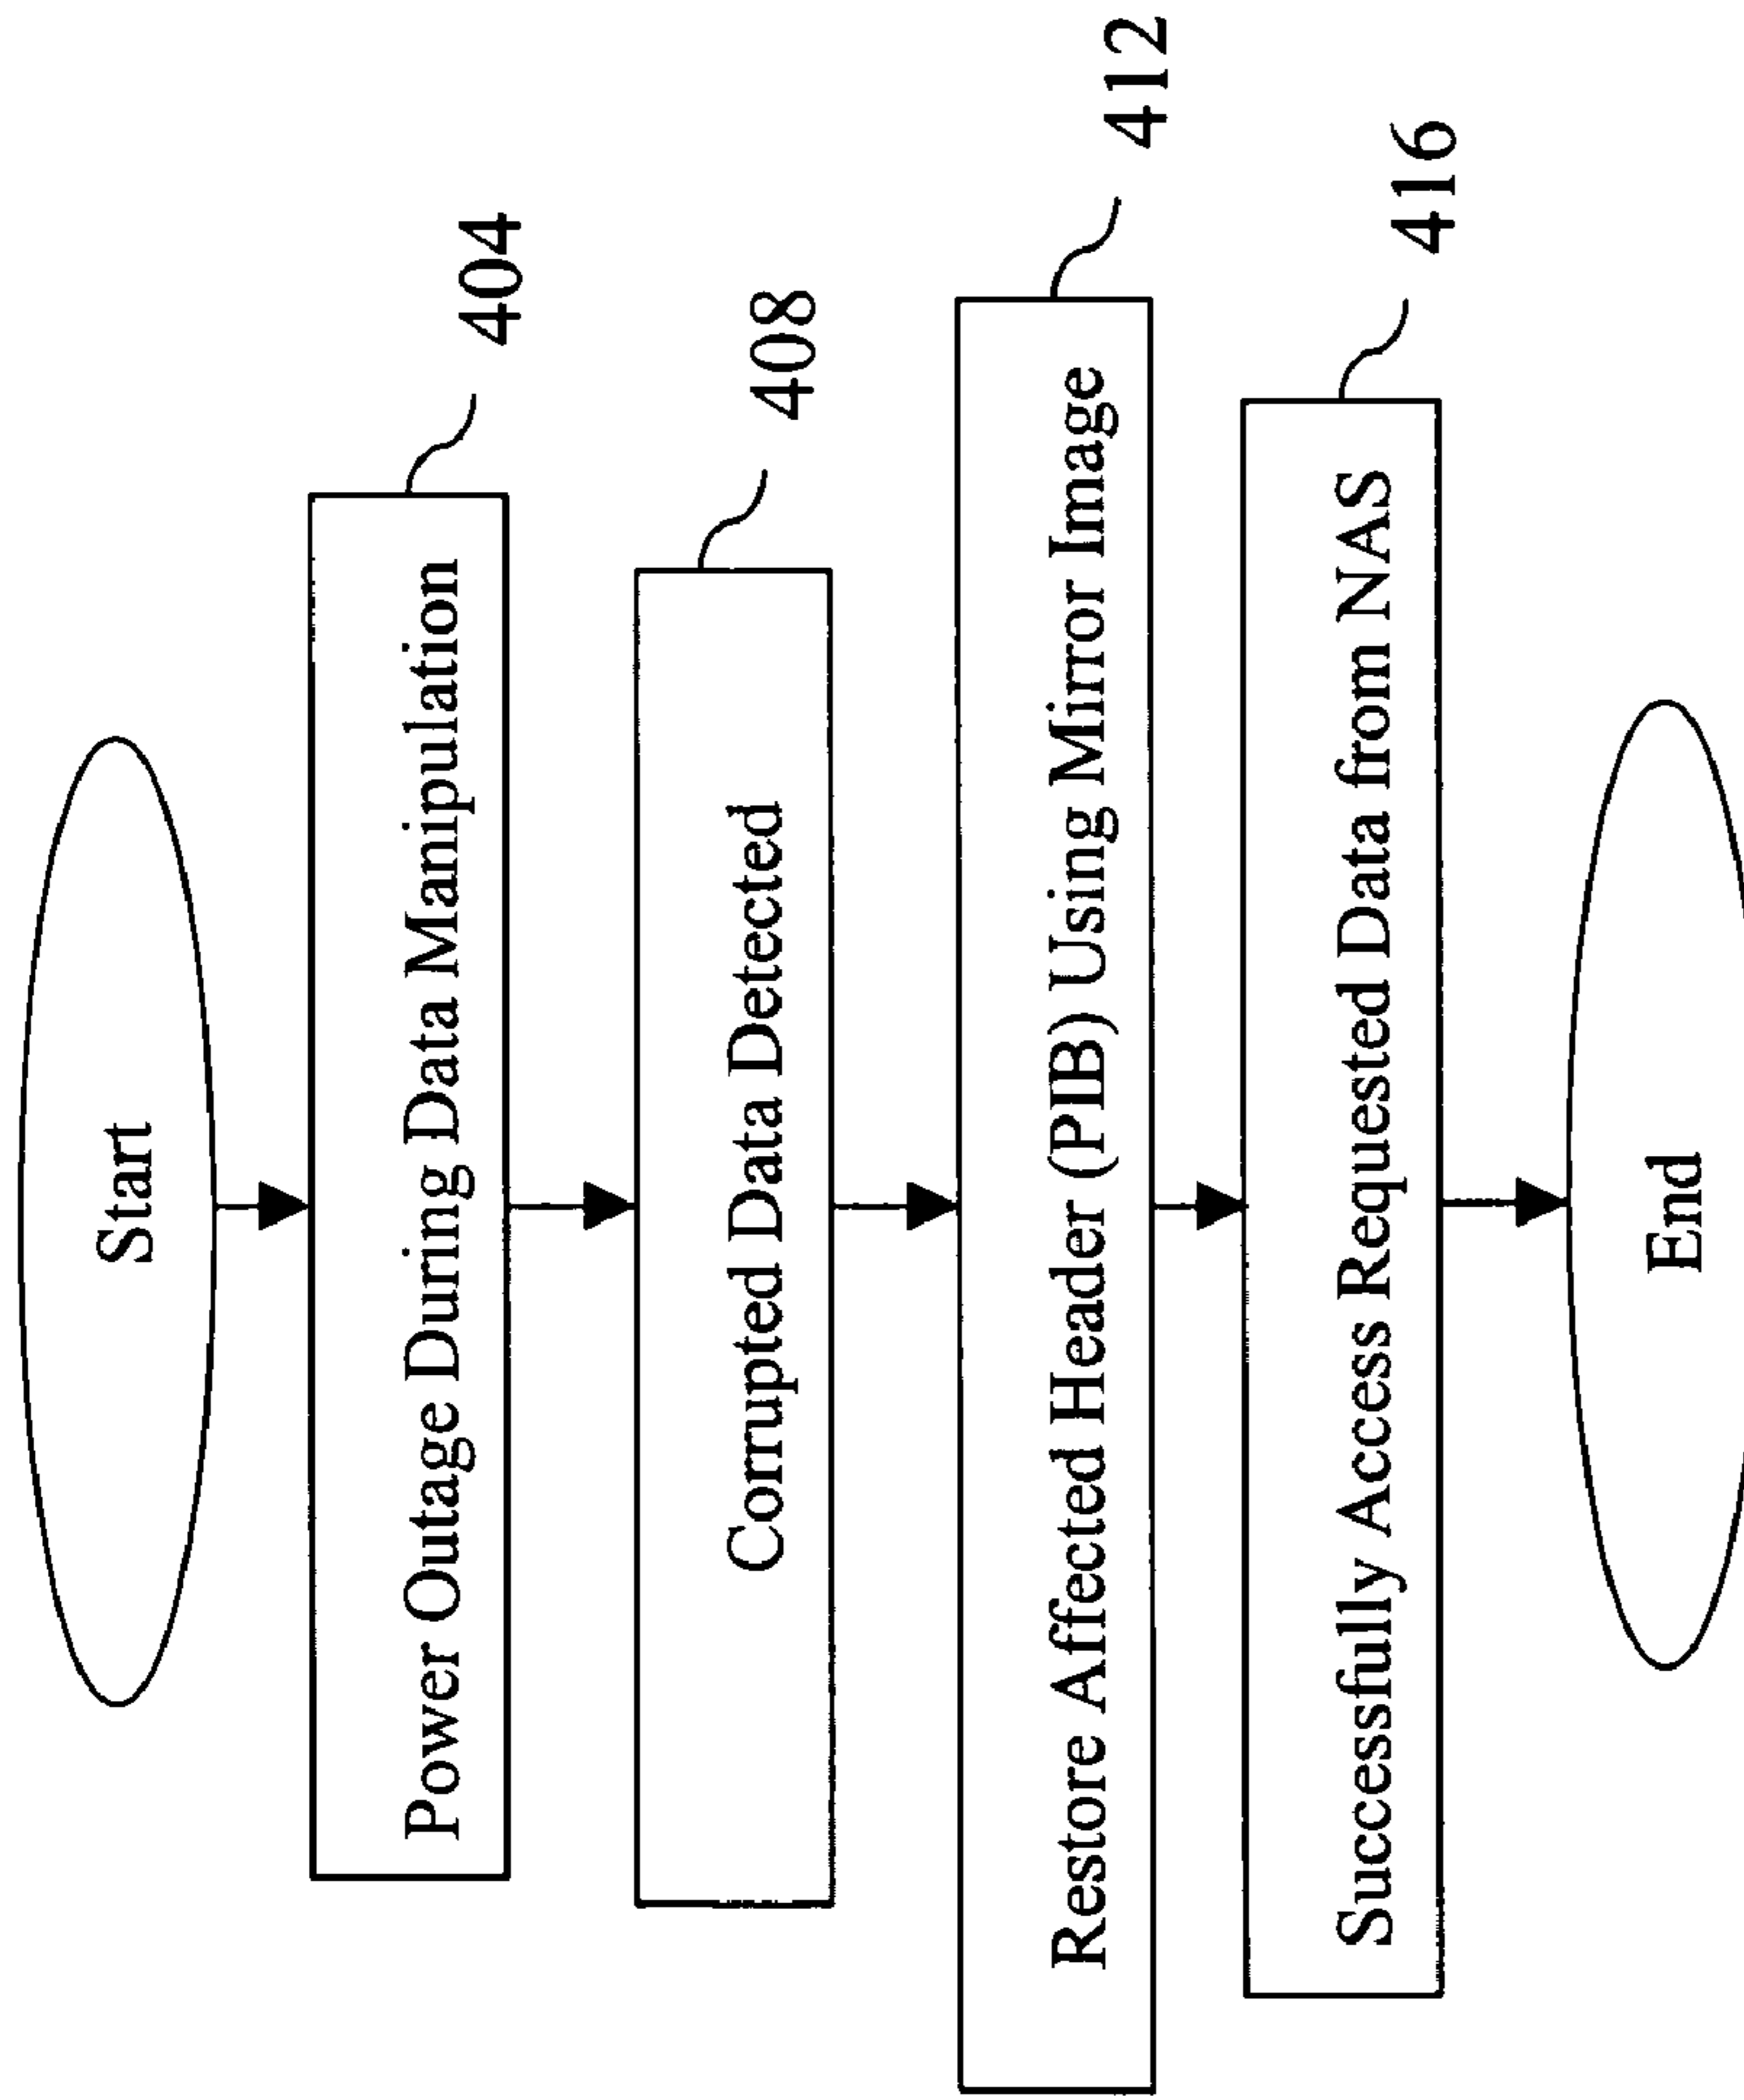 Start
Power Outage During Data Manipulation
404
Corrupted Data Detected
408
Restore Affected Header (PIB) Using Mirror Image
412
Successfully Access Requested Data from NAS
416
End